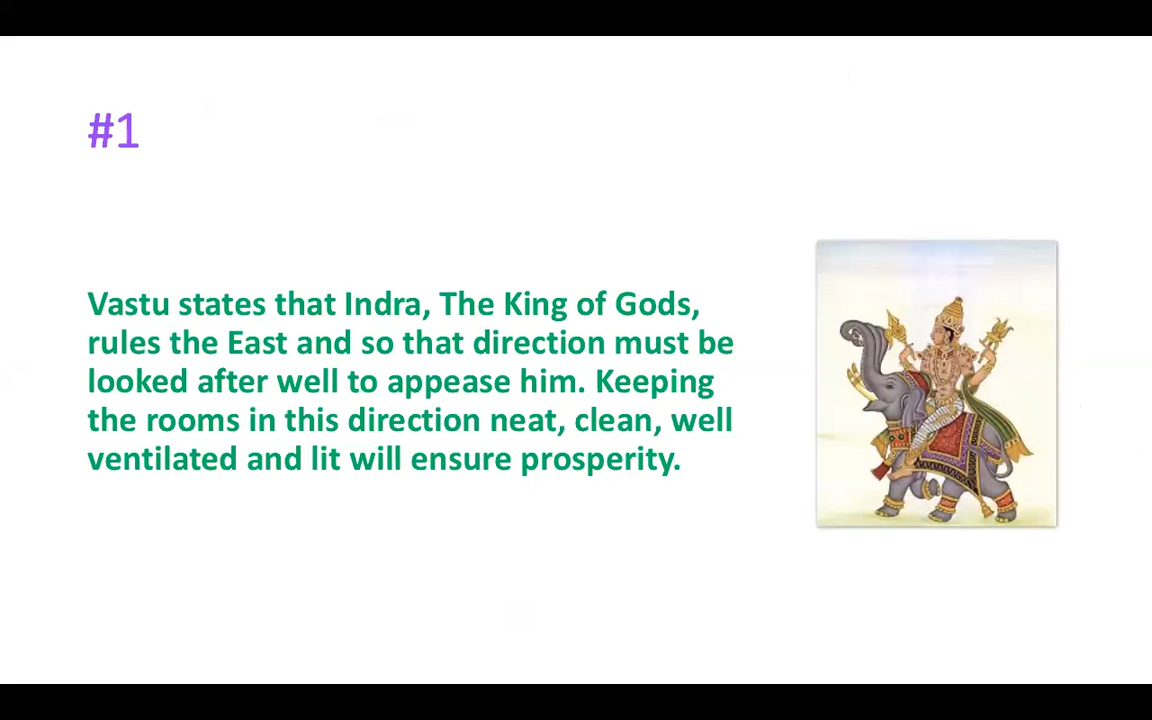 #1
Vastu states that Indra, The King of Gods,
rules the East and so that direction must be
looked after well to appease him. Keeping
the rooms in this direction neat, clean, well
ventilated and lit will ensure prosperity.